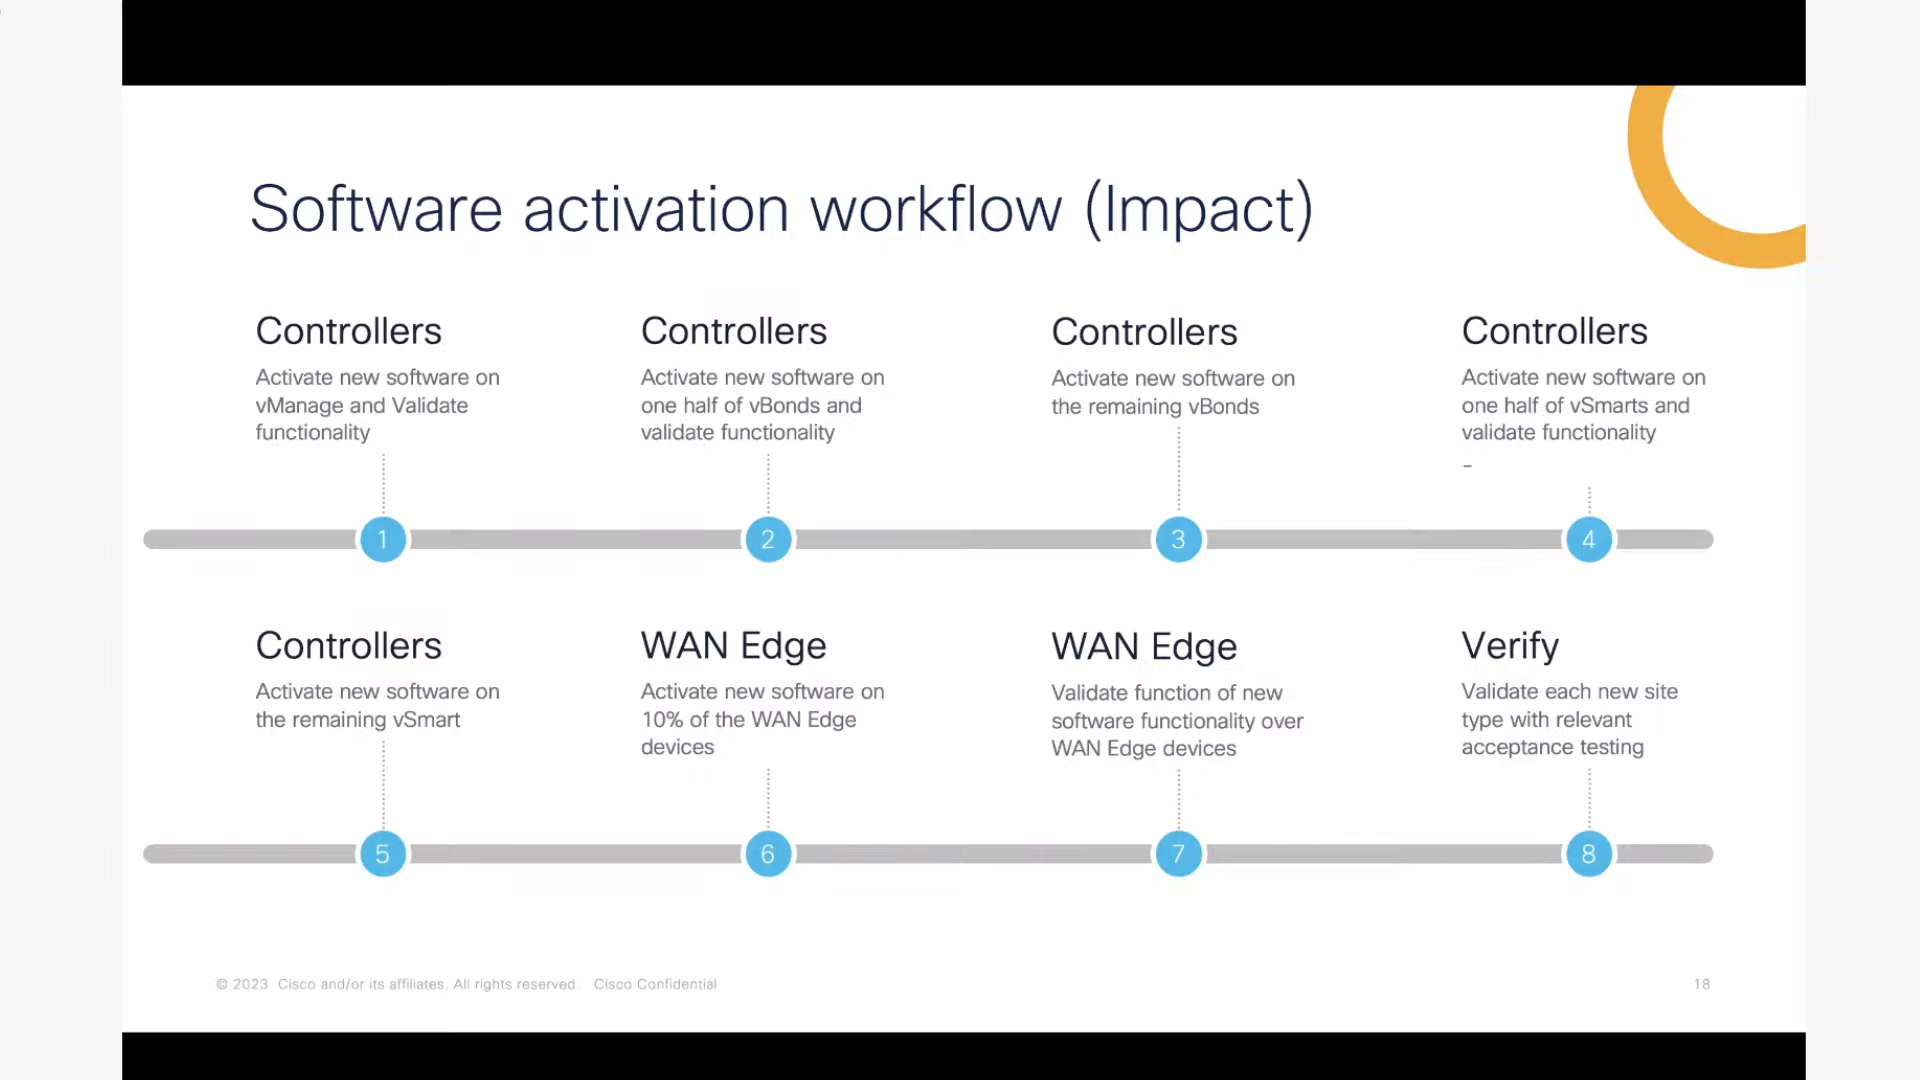 Software activation workflow (Impact)
Controllers
Activate new software on
vManage and Validate
functionality
Controllers
Activate new software on
one half of vBonds and
validate functionality
Controllers
Activate new software on
the remaining vBonds
Controllers
Activate new software on
one half of vSmarts and
validate functionality
-
1
2
3
4
Controllers
Activate new software on
the remaining vSmart
WAN Edge
Activate new software on
10% of the WAN Edge
devices
WAN Edge
Validate function of new
software functionality over
WAN Edge devices
Verify
Validate each new site
type with relevant
acceptance testing
5
6
7
8
© 2023 Cisco and/or its affiliates. All rights reserved. Cisco Confidential
18